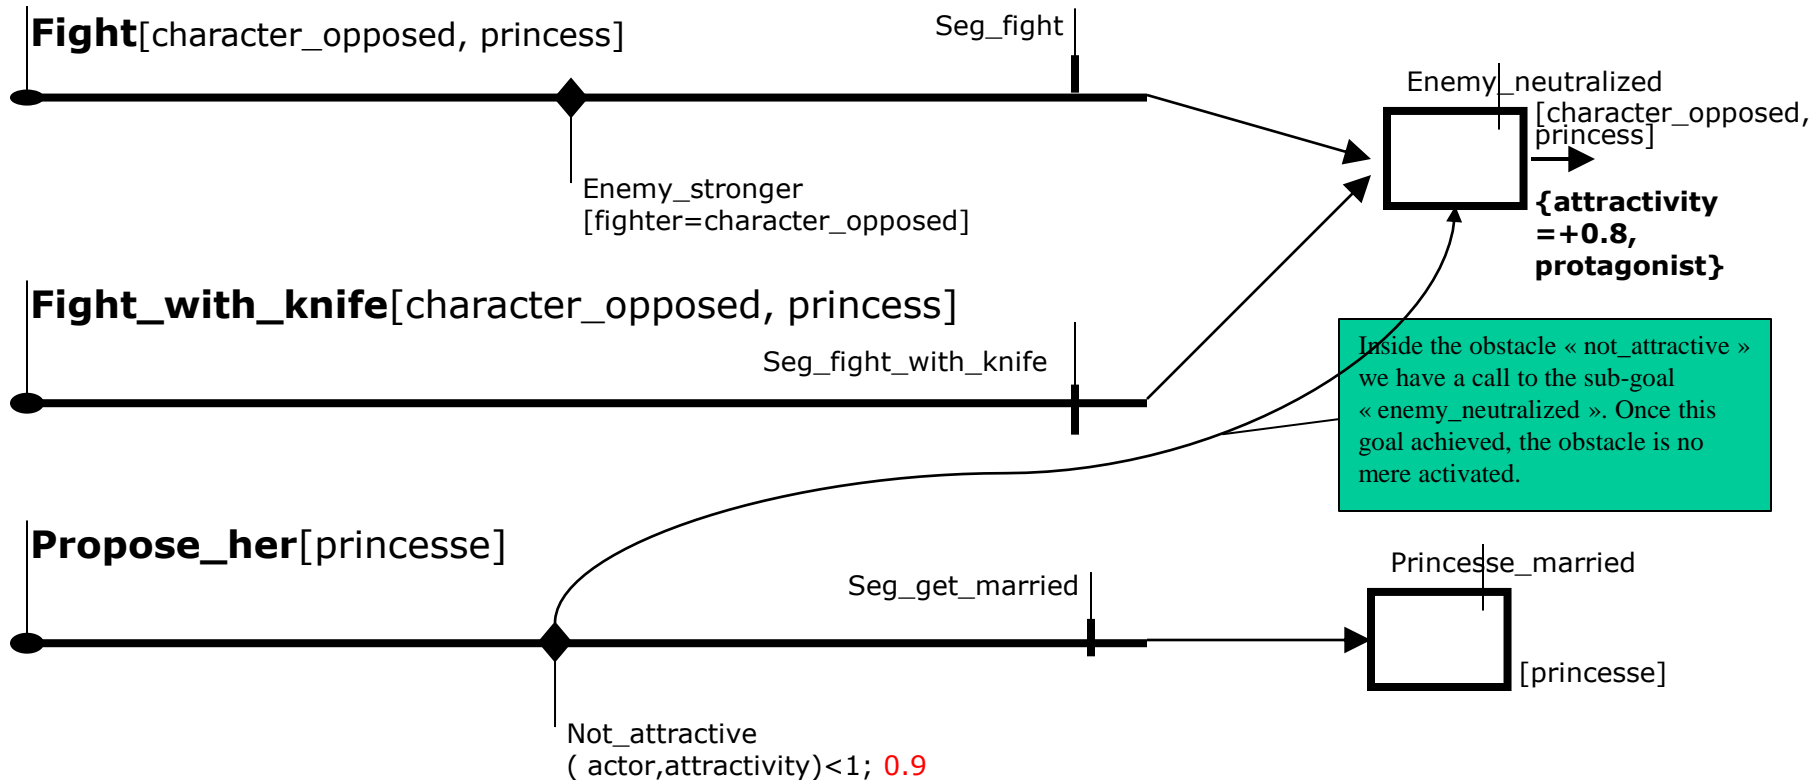 Fight[character_opposed, princess]
Seg_fight
Enemy_neutralized
[character_opposed,
princess]
Enemy_stronger
[fighter=character_opposed]
{attractivity
=+0.8,
protagonist}
Fight_with_knife[character_opposed, princess]
Seg_fight_with_knife
Inside the obstacle « not_attractive »
we have a call to the sub-goal
« enemy_neutralized ». Once this
goal achieved, the obstacle is no
mere activated.
Propose_her[princesse]
Seg_get_married
Princesse_married
[princesse]
Not_attractive
( actor,attractivity)<1; 0.9